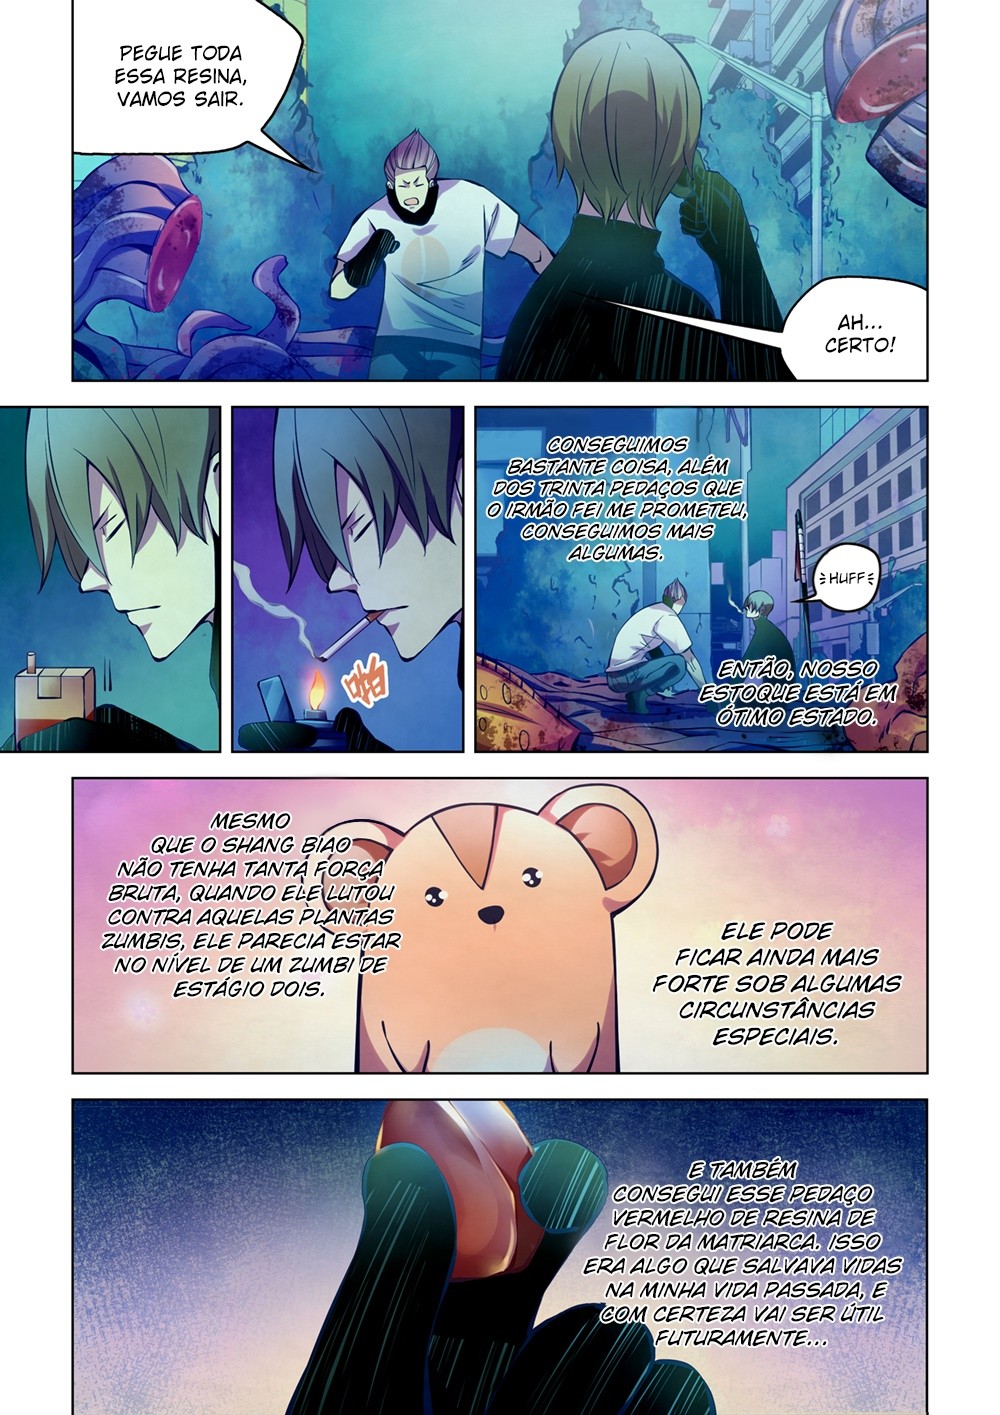 PEGUE TODA
ESSA RESINA,
VAMOS SAIR.
AH...
CERTO!
啪
CONSEGUIMOS
BASTANTE COISA, ALÉM
DOS TRINTA PEDAÇOS QUE
O IRMÃO FEI ME PROMETEU,
CONSEGUIMOS MAIS
ALGUMAS.
HUFF
ENTÃO, NOSSO
ESTOQUE ESTÁ EM
ÓTIMO ESTADO.
MESMO
QUE O SHANG BIAO
NÃO TENHA TANTA FORÇA
BRUTA, QUANDO ELE LUTOU
CONTRA AQUELAS PLANTAS
ZUMBIS, ELE PARECIA ESTAR
NO NÍVEL DE UM ZUMBI DE
ESTÁGIO DOIS.
ELE PODE
FICAR AINDA MAIS
FORTE SOB ALGUMAS
CIRCUNSTÂNCIAS
ESPECIAIS.
E TAMBÉM
CONSEGUI ESSE PEDAÇO
VERMELHO DE RESINA DE
FLOR DA MATRIARCA. ISSO
ERA ALGO QUE SALVAVA VIDAS
NA MINHA VIDA PASSADA, E
COM CERTEZA VAI SER ÚTIL
FUTURAMENTE...